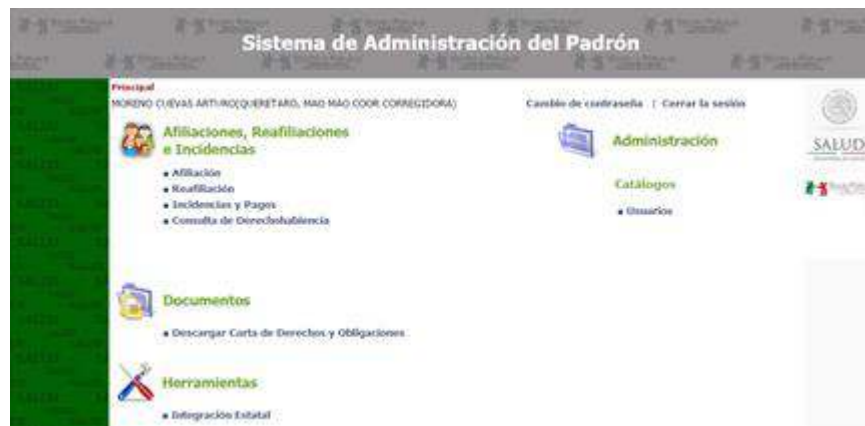 Sistema de Administración del Padrón
Principal
MORENO CUEVAS ARTURO(QUERETARO, MAO MAO COOR CORREGIDORA)
Cambio de contraseña | Cerrar la sesión
Afiliaciones, Reafiliaciones
e Incidencias
Afiliación
Reafiliación
Incidencias y Pagos
Consulta de Derechohabiencia
Administración
Catálogos
Usuarios
SALUD
Documentos
Descargar Carta de Derechos y Obligaciones
Herramientas
Integración Estatal